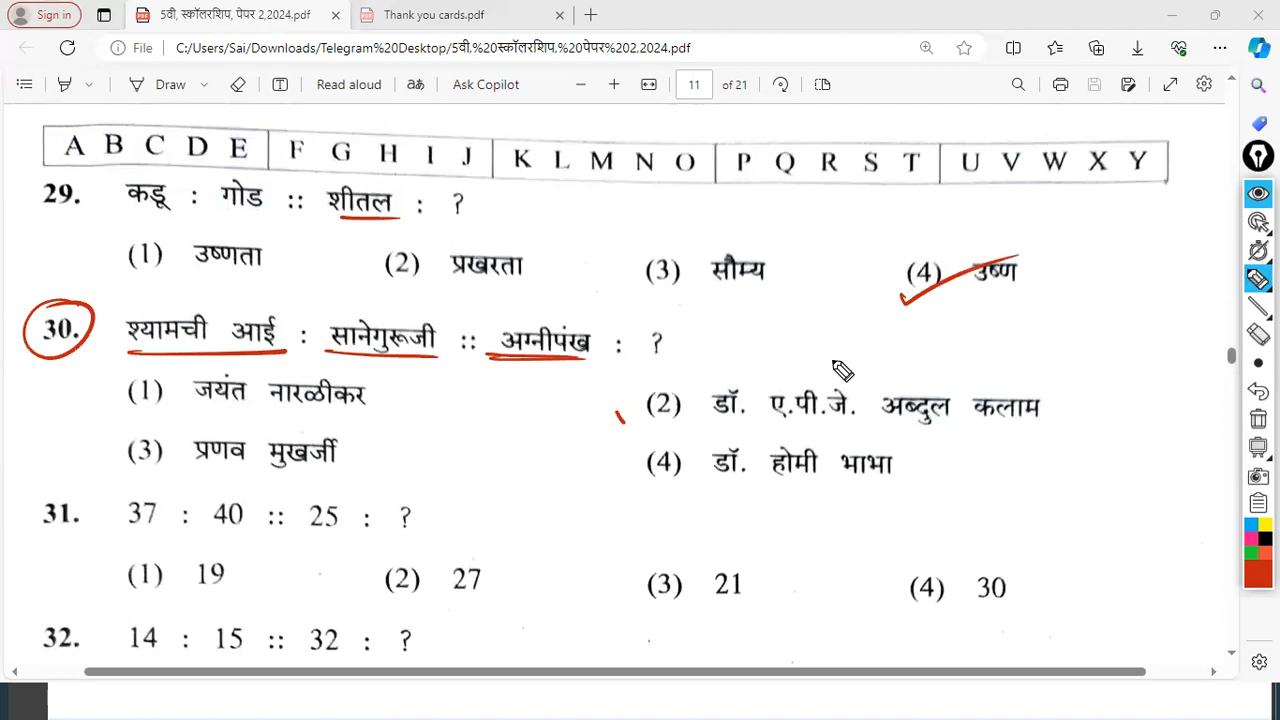 Signed in
5वी, स्कॉलरशिप, पेपर 2,2024.pdf
Thank you cards.pdf
File C:/Users/Sai/Downloads/Telegram%20Desktop/5वी,%20स्कॉलरशिप,%20पेपर%202,2024.pdf
Draw Read aloud aあ Ask Copilot 11 of 21
A B C D E F G H I J K L M N O P Q R S T U V W X Y
29. कडू : गोड :: शीतल : ?
(1) उष्णता (2) प्रखरता (3) सौम्य (4) उष्ण
30. श्यामची आई : सानेगुरूजी :: अग्नीपंख : ?
(1) जयंत नारळीकर (2) डॉ. ए.पी.जे. अब्दुल कलाम
(3) प्रणव मुखर्जी (4) डॉ. होमी भाभा
31. 37 : 40 :: 25 : ?
(1) 19 (2) 27 (3) 21 (4) 30
32. 14 : 15 :: 32 : ?